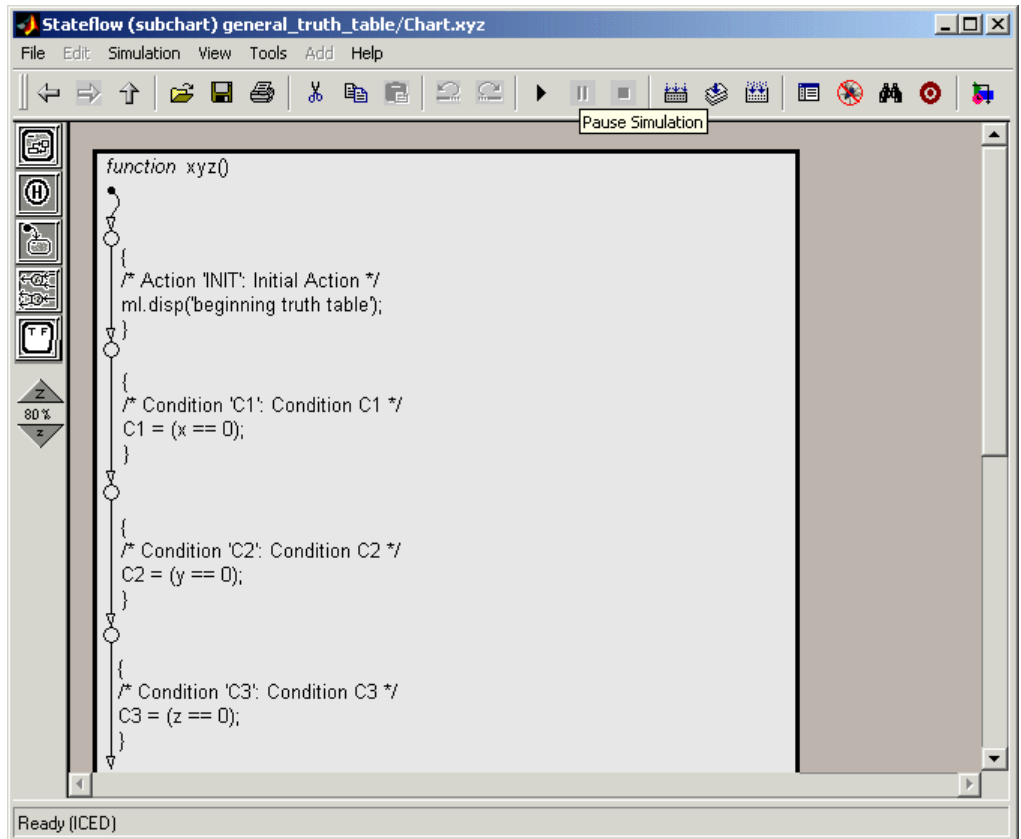 Stateflow (subchart) general_truth_table/Chart.xyz
File Edit Simulation View Tools Add Help
Pause Simulation
function xyz()
{
/* Action 'INIT': Initial Action */
ml.disp('beginning truth table');
}
{
/* Condition 'C1': Condition C1 */
C1 = (x == 0);
}
{
/* Condition 'C2': Condition C2 */
C2 = (y == 0);
}
{
/* Condition 'C3': Condition C3 */
C3 = (z == 0);
}
H
T F
Z
80 %
z
Ready (ICED)